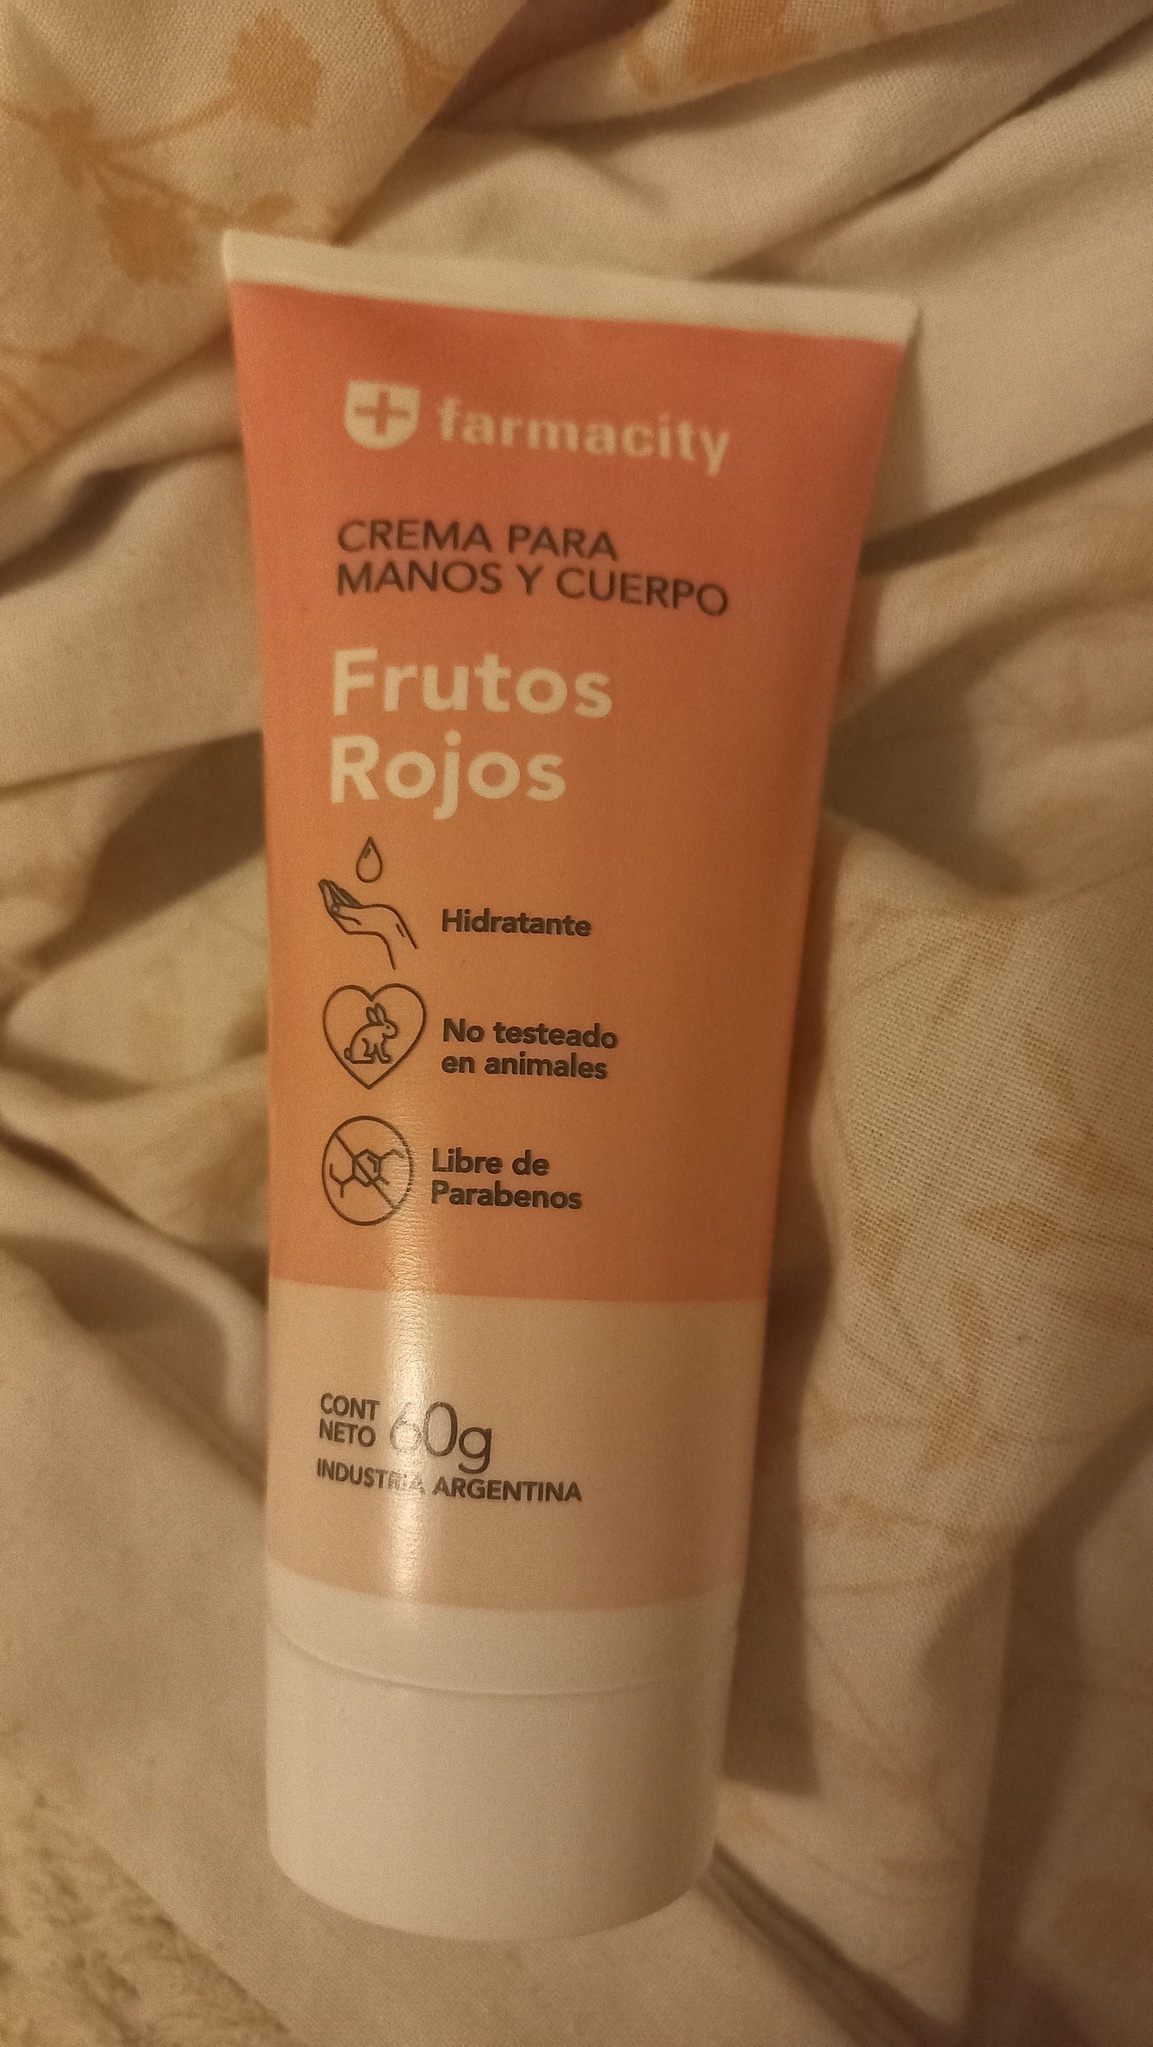 farmacity
CREMA PARA
MANOS Y CUERPO
Frutos
Rojos
Hidratante
No testeado
en animales
Libre de
Parabenos
CONT
NETO 60g
INDUSTRIA ARGENTINA